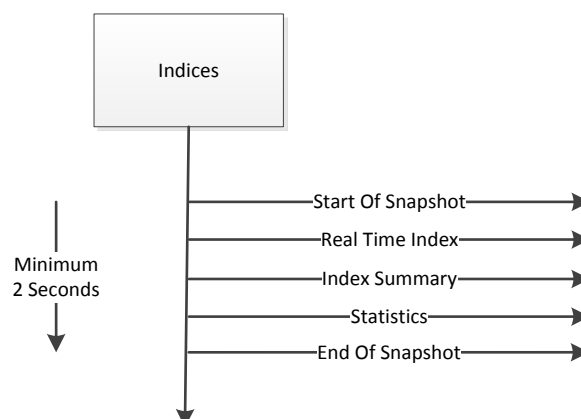 Indices
Start Of Snapshot
Real Time Index
Minimum
2 Seconds
Index Summary
Statistics
End Of Snapshot